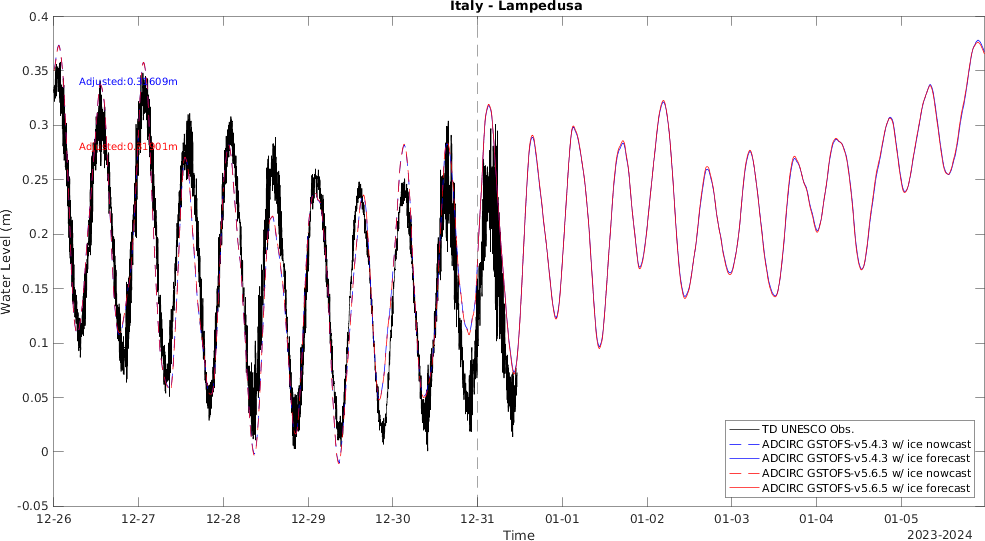 Italy - Lampedusa
0.4
0.35
0.3
0.25
0.2
0.15
0.1
0.05
0
-0.05
Water Level (m)
12-26
12-27
12-28
12-29
12-30
12-31
01-01
01-02
01-03
01-04
01-05
Time
2023-2024
TD UNESCO Obs.
ADCIRC GSTOFS-v5.4.3 w/ ice nowcast
ADCIRC GSTOFS-v5.4.3 w/ ice forecast
ADCIRC GSTOFS-v5.6.5 w/ ice nowcast
ADCIRC GSTOFS-v5.6.5 w/ ice forecast